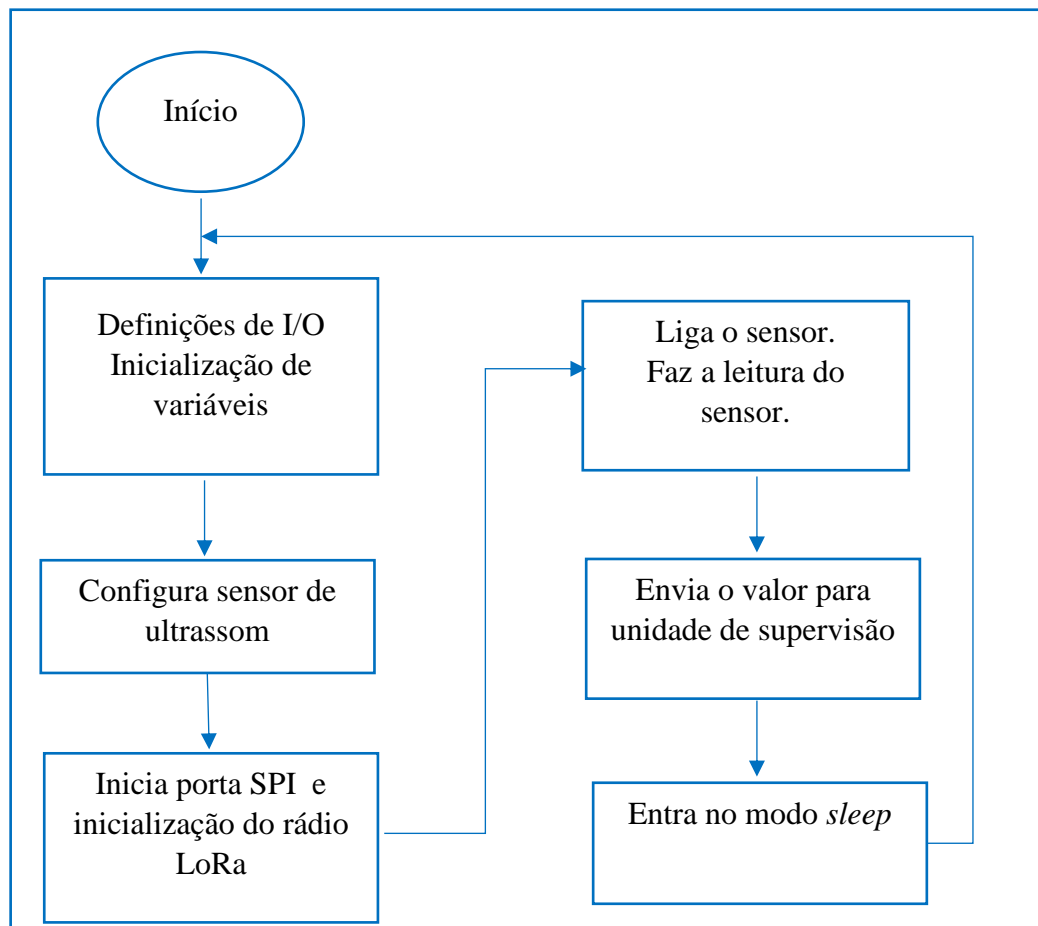 Início
Definições de I/O
Inicialização de
variáveis
Configura sensor de
ultrassom
Inicia porta SPI e
inicialização do rádio
LoRa
Liga o sensor.
Faz a leitura do
sensor.
Envia o valor para
unidade de supervisão
Entra no modo sleep